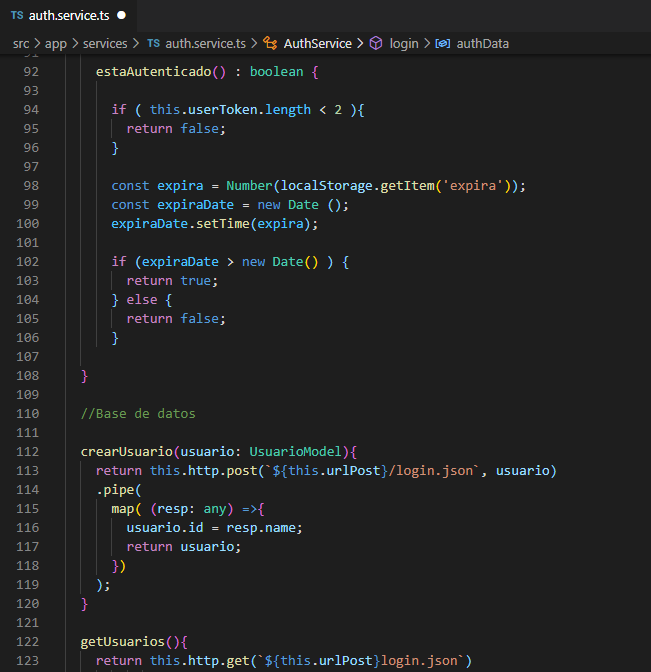 TS auth.service.ts
src > app > services > TS auth.service.ts > AuthService > login > authData
92 estaAutenticado() : boolean {
93
94 if ( this.userToken.length < 2 ){
95 return false;
96 }
97
98 const expira = Number(localStorage.getItem('expira'));
99 const expiraDate = new Date ();
100 expiraDate.setTime(expira);
101
102 if (expiraDate > new Date() ) {
103 return true;
104 } else {
105 return false;
106 }
107
108 }
109
110 //Base de datos
111
112 crearUsuario(usuario: UsuarioModel){
113 return this.http.post(`${this.urlPost}/login.json`, usuario)
114 .pipe(
115 map( (resp: any) =>{
116 usuario.id = resp.name;
117 return usuario;
118 })
119 );
120 }
121
122 getUsuarios(){
123 return this.http.get(`${this.urlPost}login.json`)